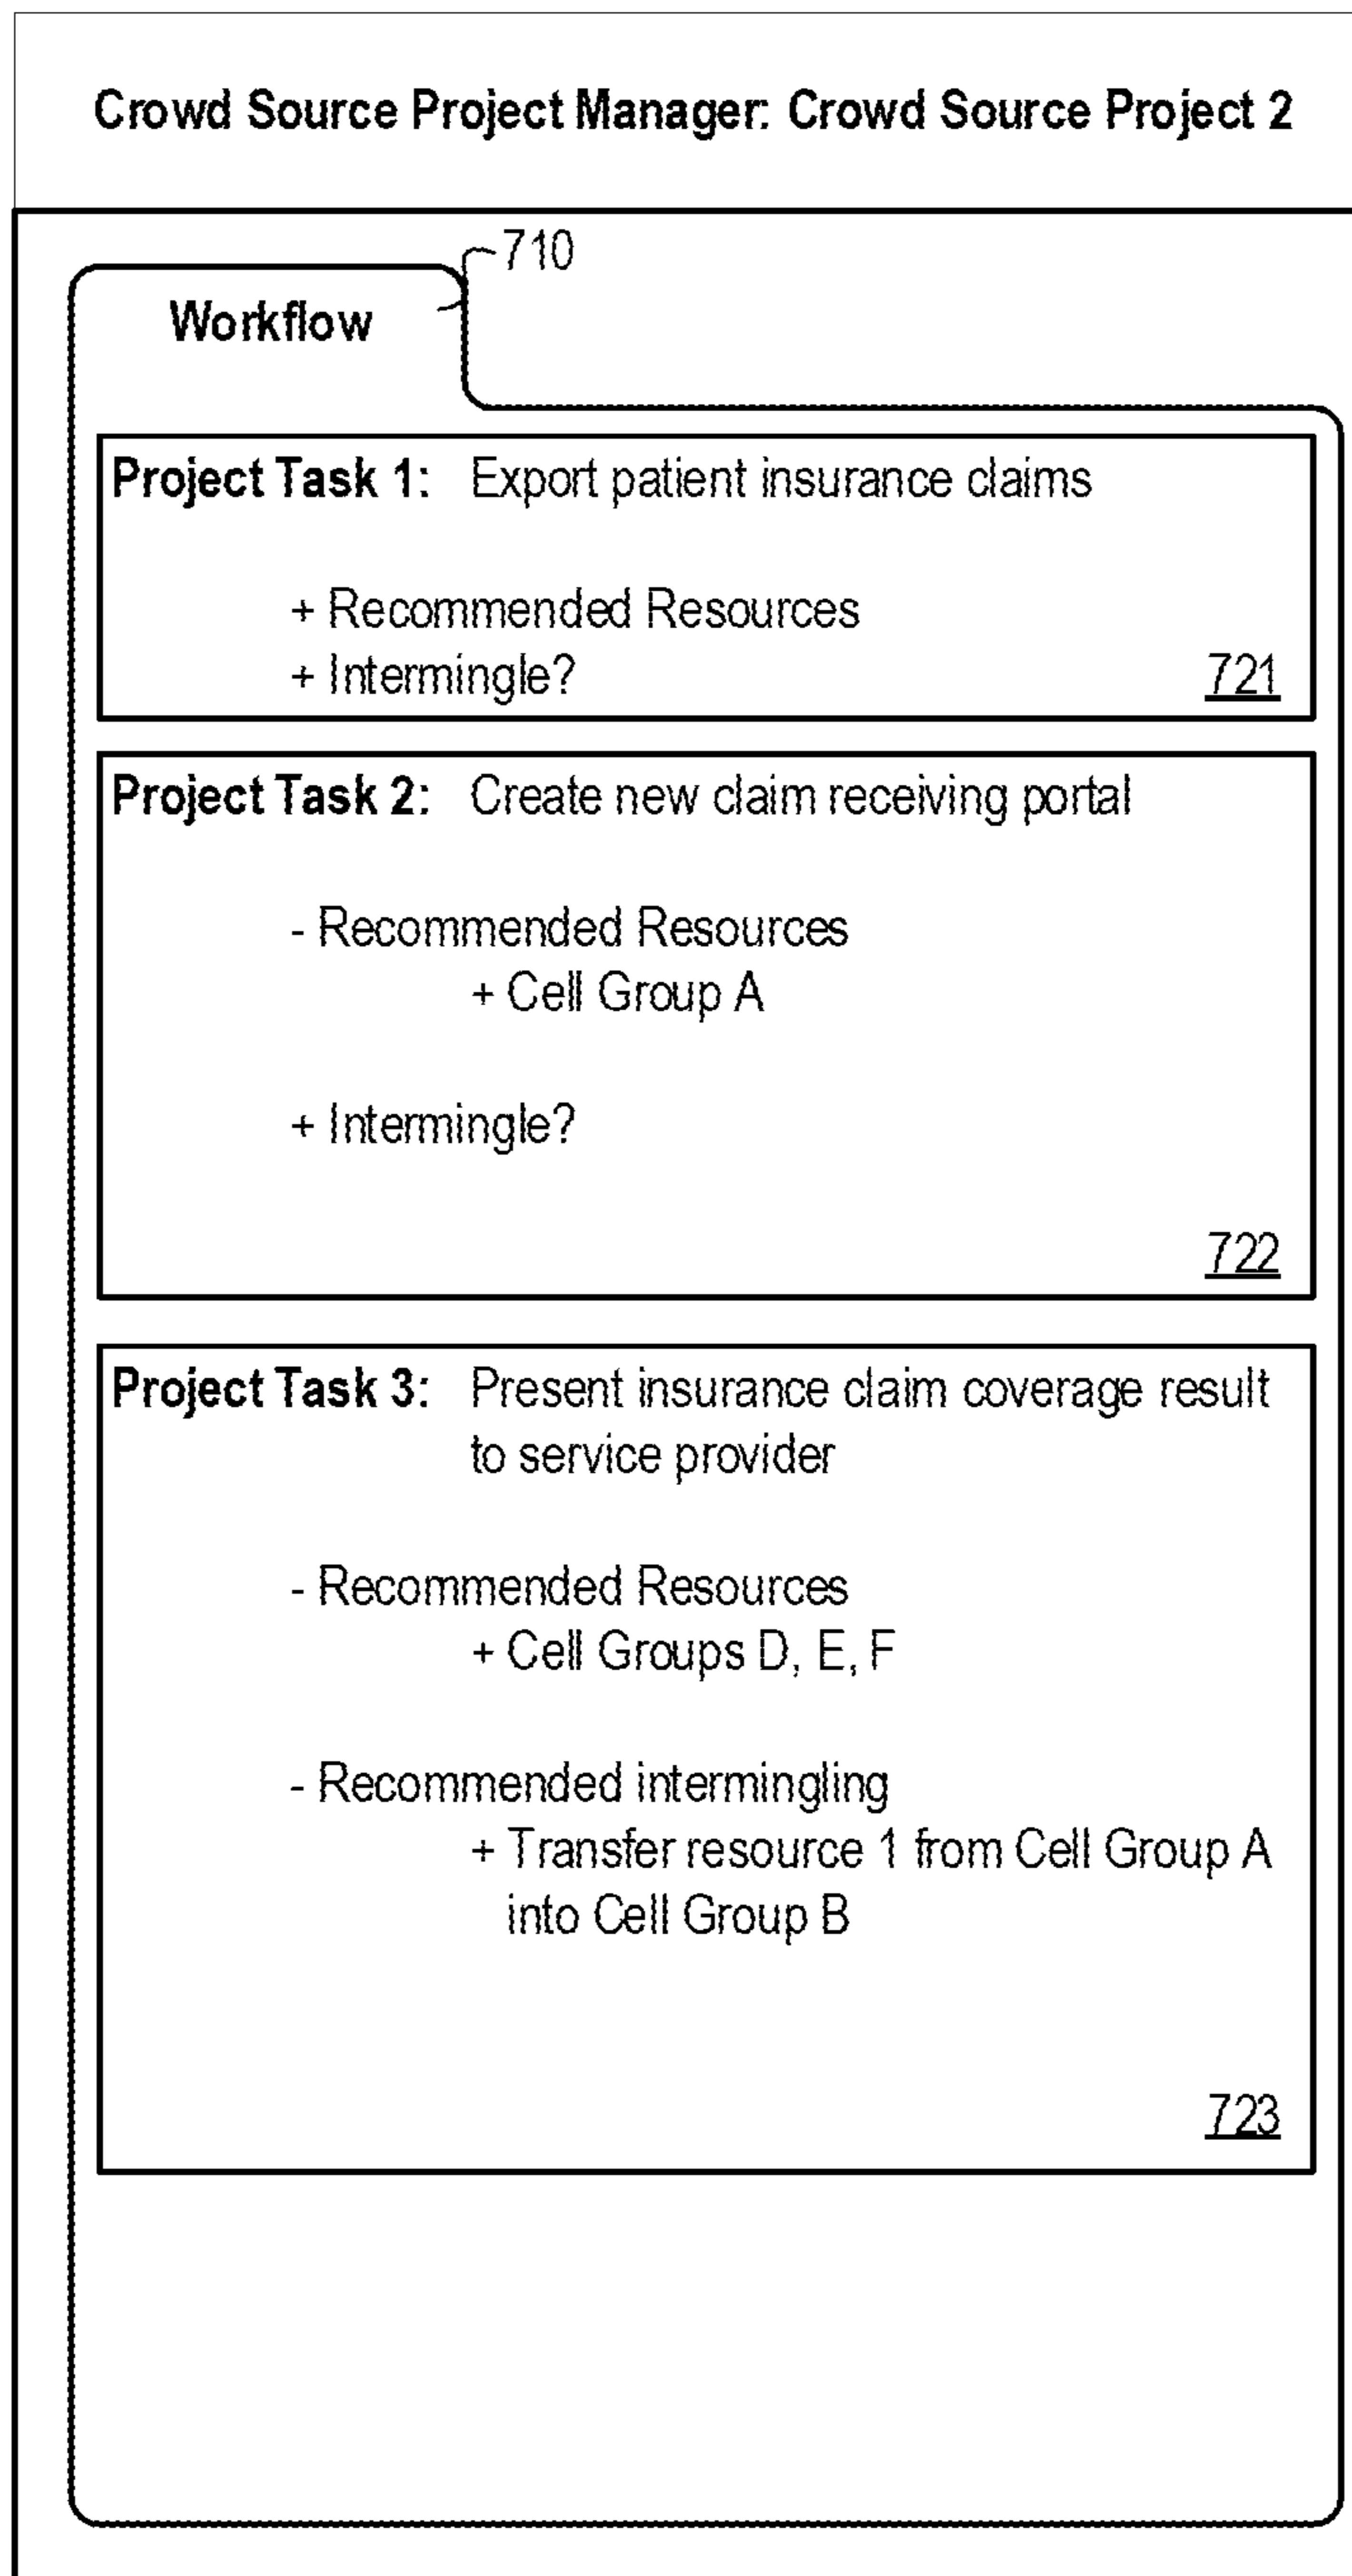 Crowd Source Project Manager: Crowd Source Project 2
710
Workflow
Project Task 1: Export patient insurance claims
+ Recommended Resources
+ Intermingle?
721
Project Task 2: Create new claim receiving portal
- Recommended Resources
+ Cell Group A
+ Intermingle?
722
Project Task 3: Present insurance claim coverage result
to service provider
- Recommended Resources
+ Cell Groups D, E, F
- Recommended intermingling
+ Transfer resource 1 from Cell Group A
into Cell Group B
723